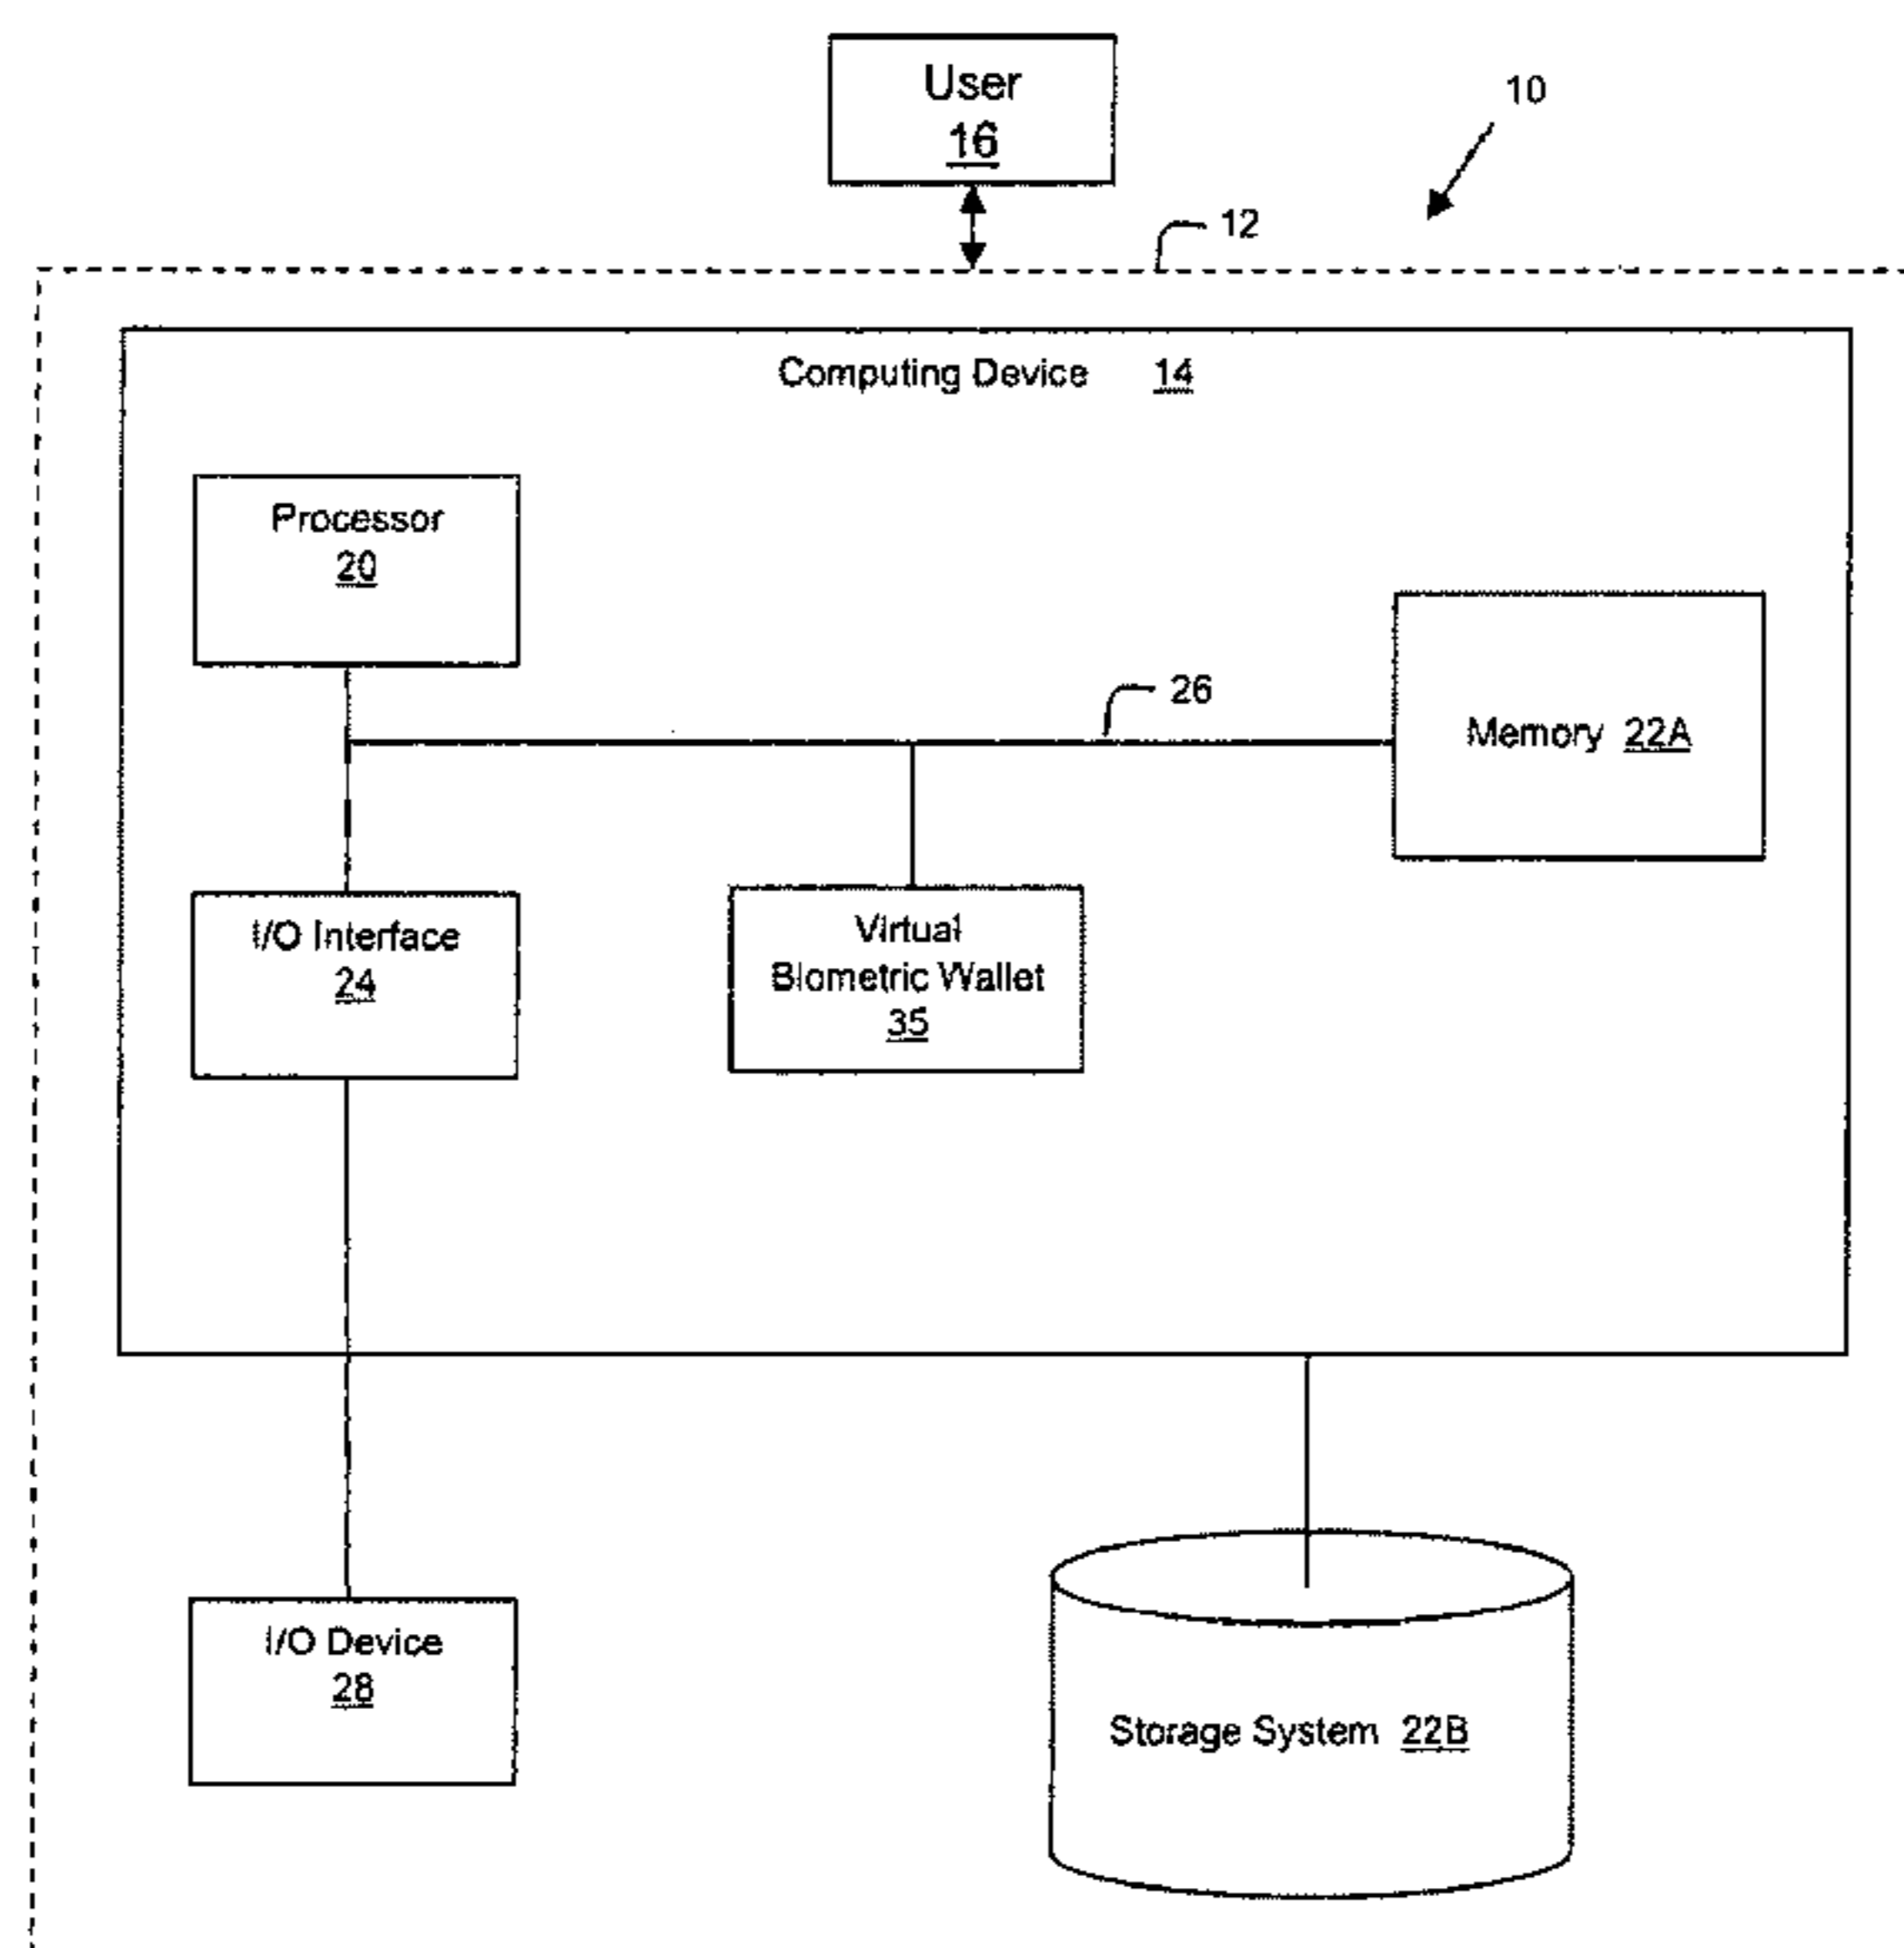 User
16
10
12
Computing Device 14
Processor
20
26
Memory 22A
I/O Interface
24
Virtual
Biometric Wallet
35
I/O Device
28
Storage System 22B